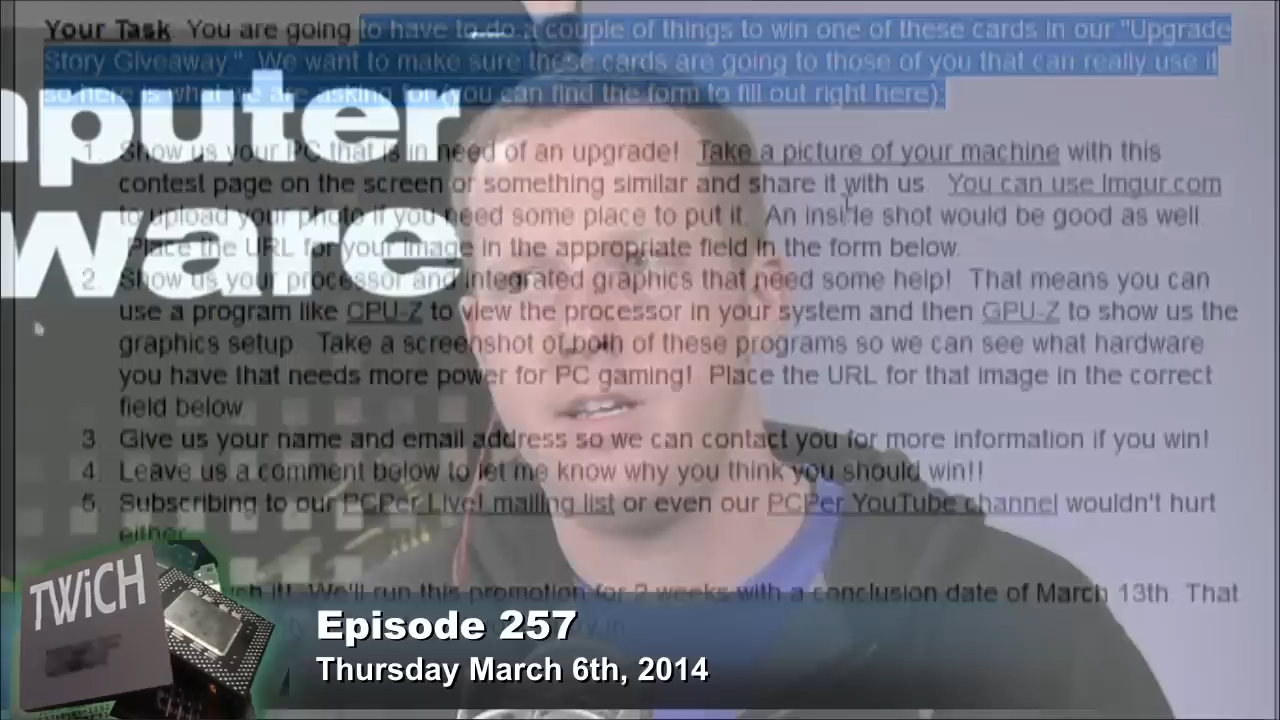 Your Task You are going to have to do a couple of things to win one of these cards in our "Upgrade
Story Giveaway." We want to make sure these cards are going to those of you that can really use it
so here is what we are asking for (you can find the form to fill out right here):
mputer
ware
1. Show us your PC that is in need of an upgrade! Take a picture of your machine with this
contest page on the screen or something similar and share it with us You can use Imgur.com
to upload your photo if you need some place to put it. An inside shot would be good as well
Place the URL for your image in the appropriate field in the form below.
2. Show us your processor and integrated graphics that need some help! That means you can
use a program like CPU-Z to view the processor in your system and then GPU-Z to show us the
graphics setup Take a screenshot of both of these programs so we can see what hardware
you have that needs more power for PC gaming! Place the URL for that image in the correct
field below
3 Give us your name and email address so we can contact you for more information if you win!
4 Leave us a comment below to let me know why you think you should win!!
5. Subscribing to our PCPer Live! mailing list or even our PCPer YouTube channel wouldn't hurt
either
it! We'll run this promotion for 2 weeks with a conclusion date of March 13th. That
TWiCH
Episode 257
Thursday March 6th, 2014